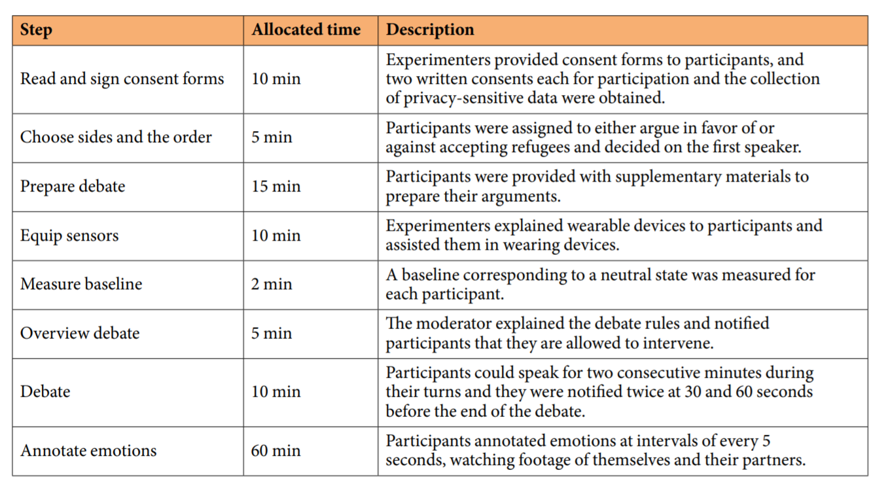 Step Allocated time Description
Read and sign consent forms 10 min Experimenters provided consent forms to participants, and
two written consents each for participation and the collection
of privacy-sensitive data were obtained.
Choose sides and the order 5 min Participants were assigned to either argue in favor of or
against accepting refugees and decided on the first speaker.
Prepare debate 15 min Participants were provided with supplementary materials to
prepare their arguments.
Equip sensors 10 min Experimenters explained wearable devices to participants and
assisted them in wearing devices.
Measure baseline 2 min A baseline corresponding to a neutral state was measured for
each participant.
Overview debate 5 min The moderator explained the debate rules and notified
participants that they are allowed to intervene.
Debate 10 min Participants could speak for two consecutive minutes during
their turns and they were notified twice at 30 and 60 seconds
before the end of the debate.
Annotate emotions 60 min Participants annotated emotions at intervals of every 5
seconds, watching footage of themselves and their partners.